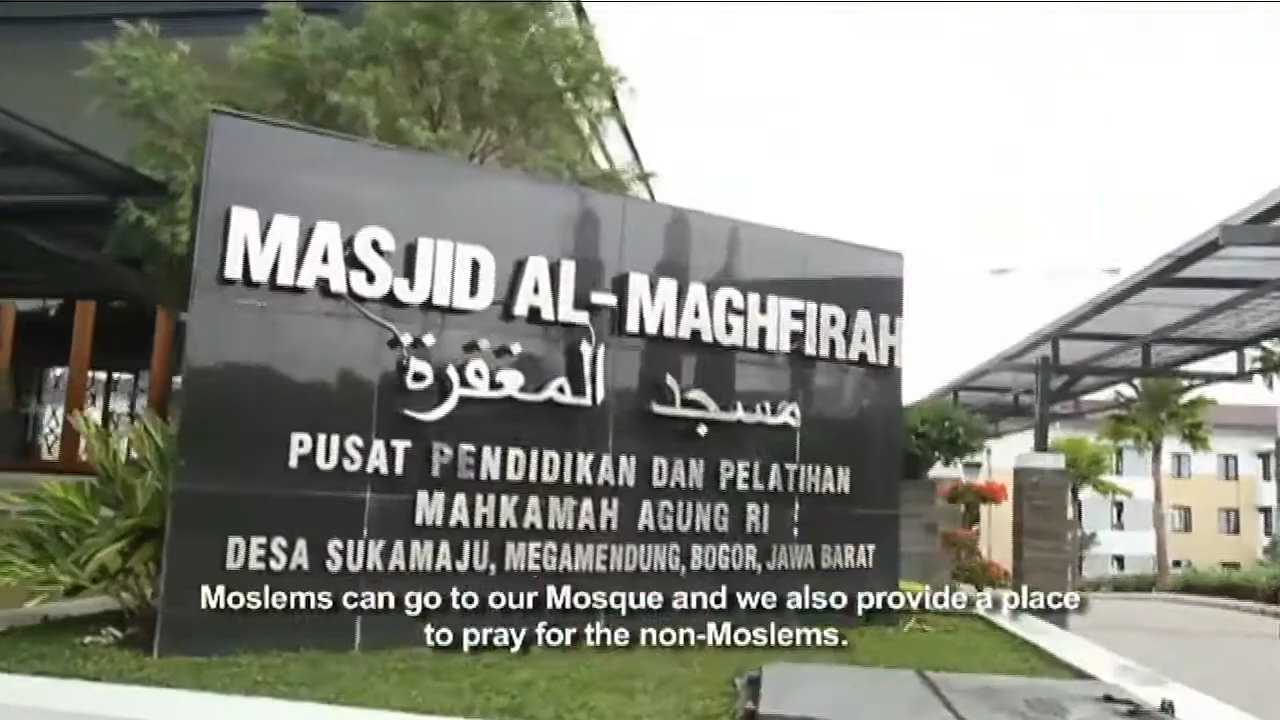 MASJID AL-MAGHFIRAH
مسجد المغفرة
PUSAT PENDIDIKAN DAN PELATIHAN
MAHKAMAH AGUNG RI
DESA SUKAMAJU, MEGAMENDUNG, BOGOR, JAWA BARAT
Moslems can go to our Mosque and we also provide a place
to pray for the non-Moslems.